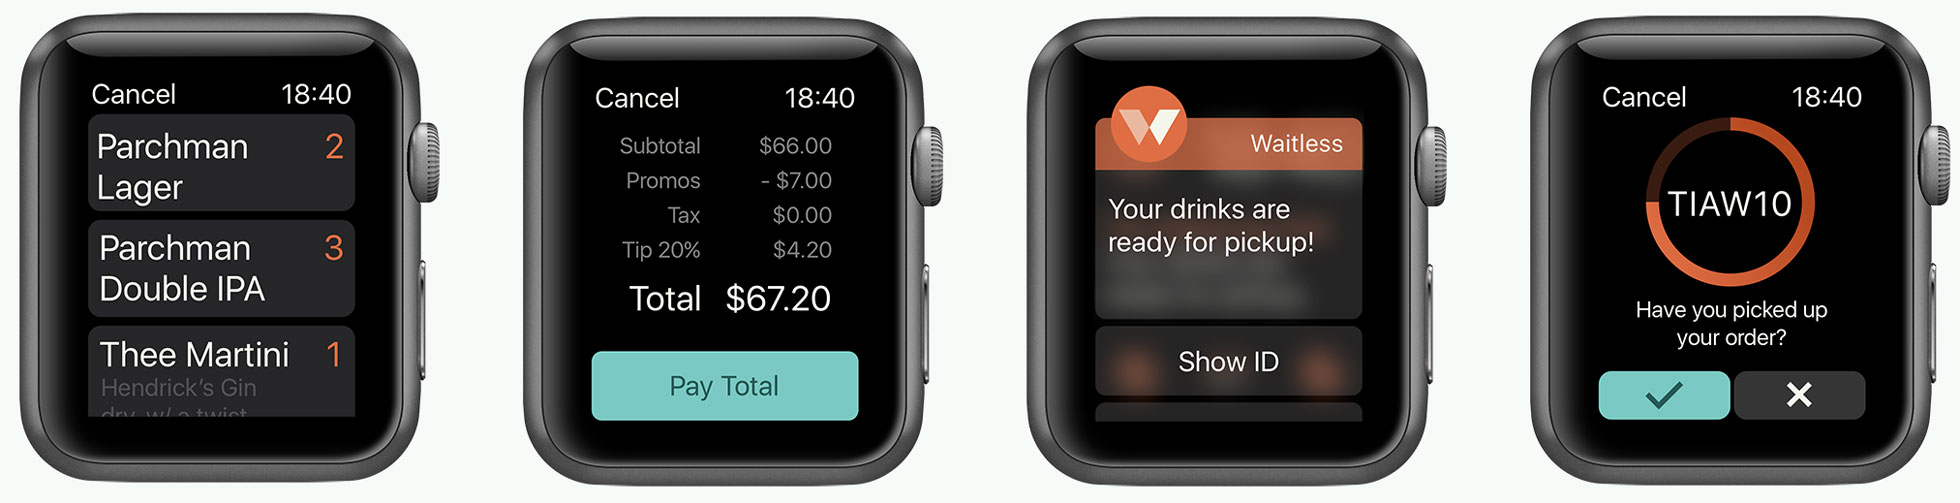 Cancel 18:40
Parchman 2
Lager
Parchman 3
Double IPA
Thee Martini 1
Hendrick's Gin
dry, w/ a twist
Cancel 18:40
Subtotal $66.00
Promos - $7.00
Tax $0.00
Tip 20% $4.20
Total $67.20
Pay Total
Waitless
Your drinks are
ready for pickup!
Show ID
Cancel 18:40
TIAW10
Have you picked up
your order?